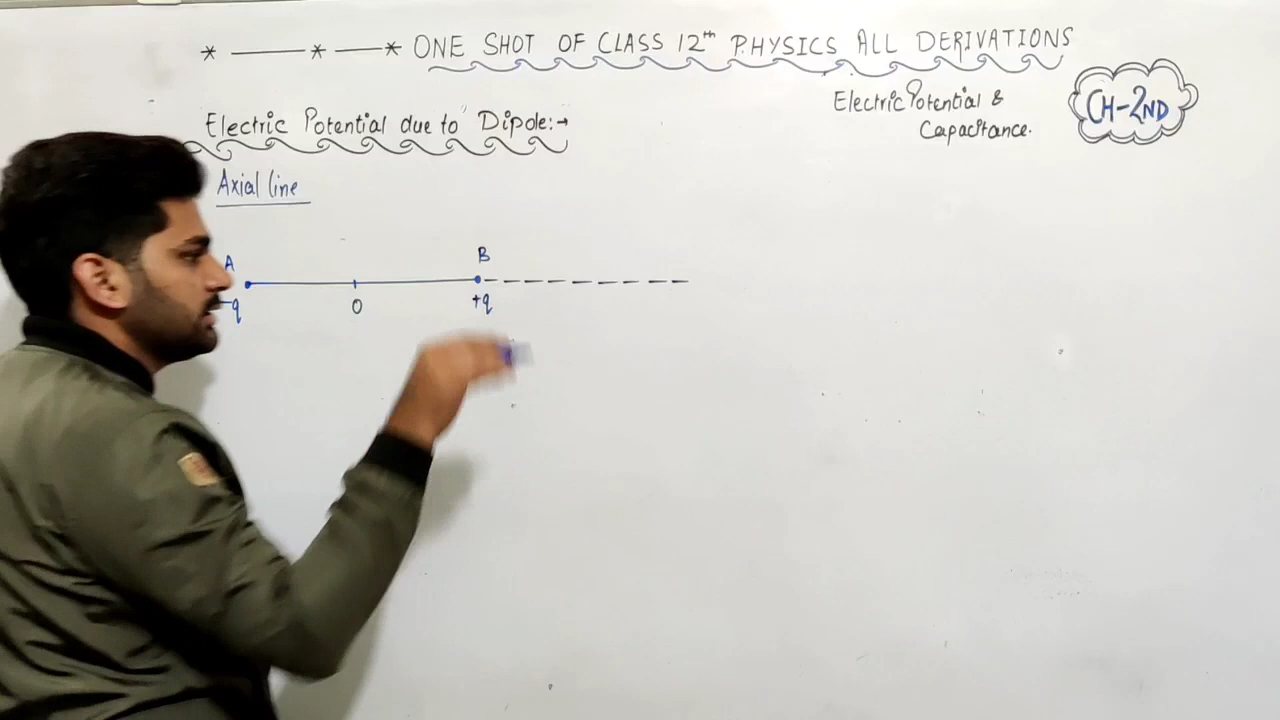 * ——— * —— * ONE SHOT OF CLASS 12th PHYSICS ALL DERIVATIONS
Electric Potential &
Capacitance.
CH-2ND
Electric Potential due to Dipole:→
Axial line
A
B
-q
O
+q